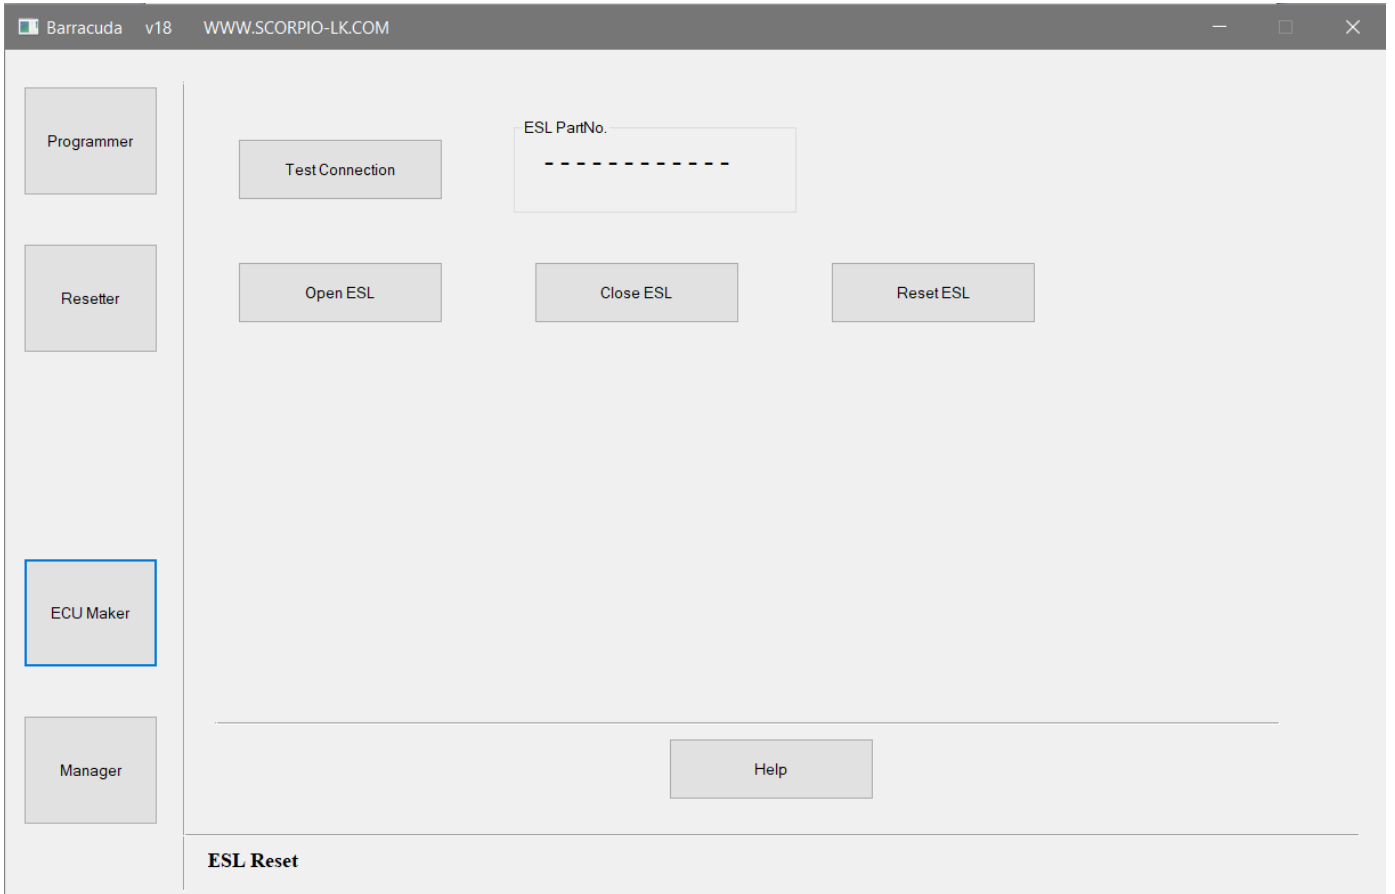 Barracuda v18 WWW.SCORPIO-LK.COM
Programmer
Resetter
ECU Maker
Manager
Test Connection
ESL PartNo.
- - - - - - - - - - - -
Open ESL
Close ESL
Reset ESL
Help
ESL Reset